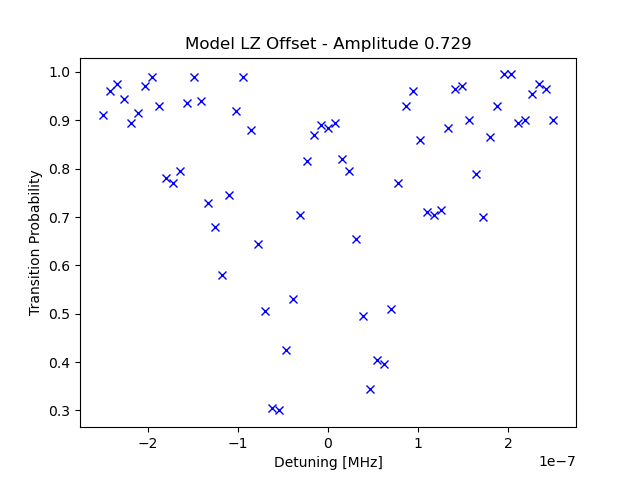 Model LZ Offset - Amplitude 0.729
1.0
0.9
0.8
0.7
0.6
0.5
0.4
0.3
Transition Probability
−2 −1 0 1 2
1e−7
Detuning [MHz]